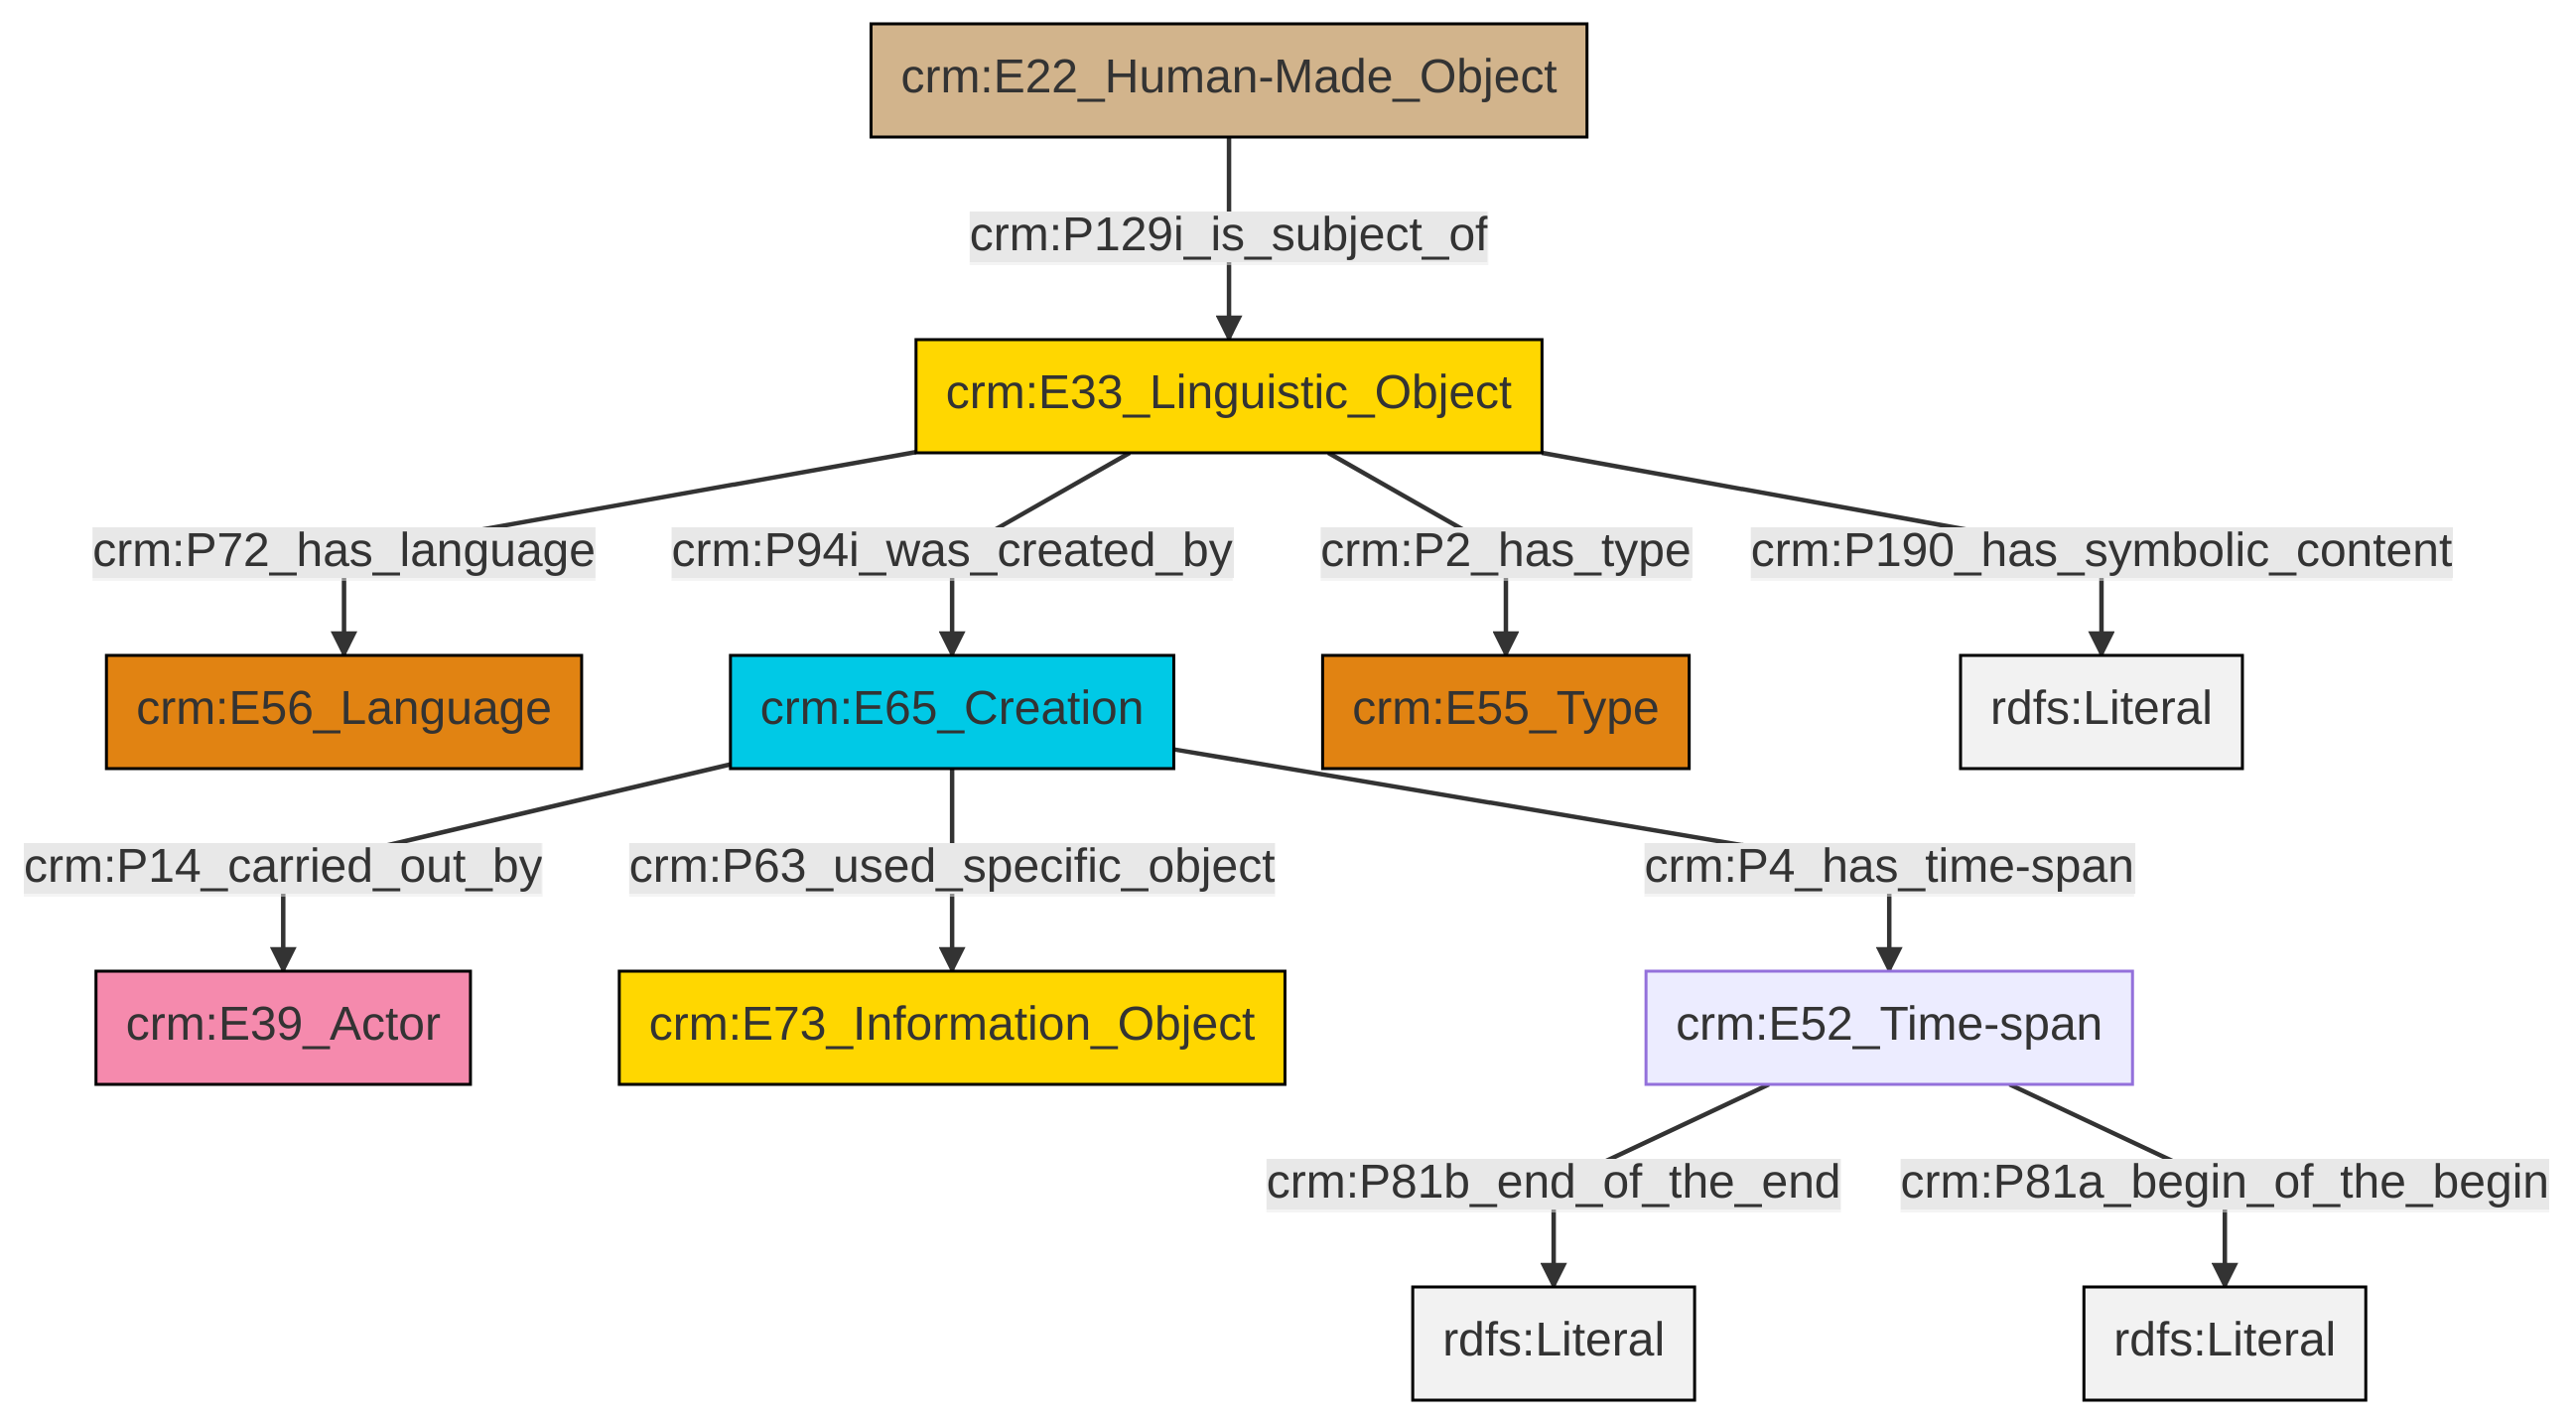 crm:E22_Human-Made_Object
crm:P129i_is_subject_of
crm:E33_Linguistic_Object
crm:P72_has_language
crm:P94i_was_created_by
crm:P2_has_type
crm:P190_has_symbolic_content
crm:E56_Language
crm:E65_Creation
crm:E55_Type
rdfs:Literal
crm:P14_carried_out_by
crm:P63_used_specific_object
crm:P4_has_time-span
crm:E39_Actor
crm:E73_Information_Object
crm:E52_Time-span
crm:P81b_end_of_the_end
crm:P81a_begin_of_the_begin
rdfs:Literal
rdfs:Literal